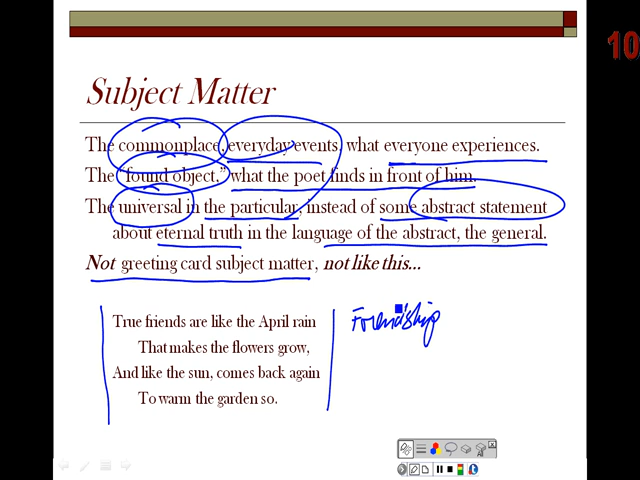 10
Subject Matter
The commonplace, everyday events, what everyone experiences.
The "found object," what the poet finds in front of him.
The universal in the particular, instead of some abstract statement
about eternal truth in the language of the abstract, the general.
Not greeting card subject matter, not like this...
True friends are like the April rain
Friendship
That makes the flowers grow,
And like the sun, comes back again
To warm the garden so.